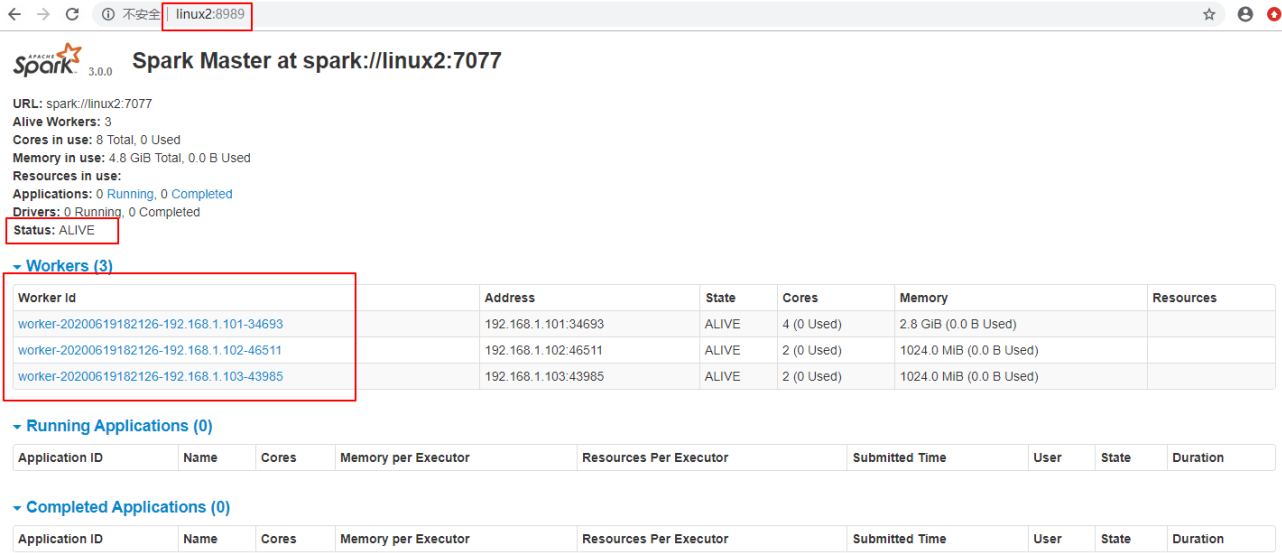 不安全 linux2:8989
APACHE Spark 3.0.0 Spark Master at spark://linux2:7077
URL: spark://linux2:7077
Alive Workers: 3
Cores in use: 8 Total, 0 Used
Memory in use: 4.8 GiB Total, 0.0 B Used
Resources in use:
Applications: 0 Running, 0 Completed
Drivers: 0 Running, 0 Completed
Status: ALIVE
Workers (3)
Worker Id Address State Cores Memory Resources
worker-20200619182126-192.168.1.101-34693 192.168.1.101:34693 ALIVE 4 (0 Used) 2.8 GiB (0.0 B Used)
worker-20200619182126-192.168.1.102-46511 192.168.1.102:46511 ALIVE 2 (0 Used) 1024.0 MiB (0.0 B Used)
worker-20200619182126-192.168.1.103-43985 192.168.1.103:43985 ALIVE 2 (0 Used) 1024.0 MiB (0.0 B Used)
Running Applications (0)
Application ID Name Cores Memory per Executor Resources Per Executor Submitted Time User State Duration
Completed Applications (0)
Application ID Name Cores Memory per Executor Resources Per Executor Submitted Time User State Duration